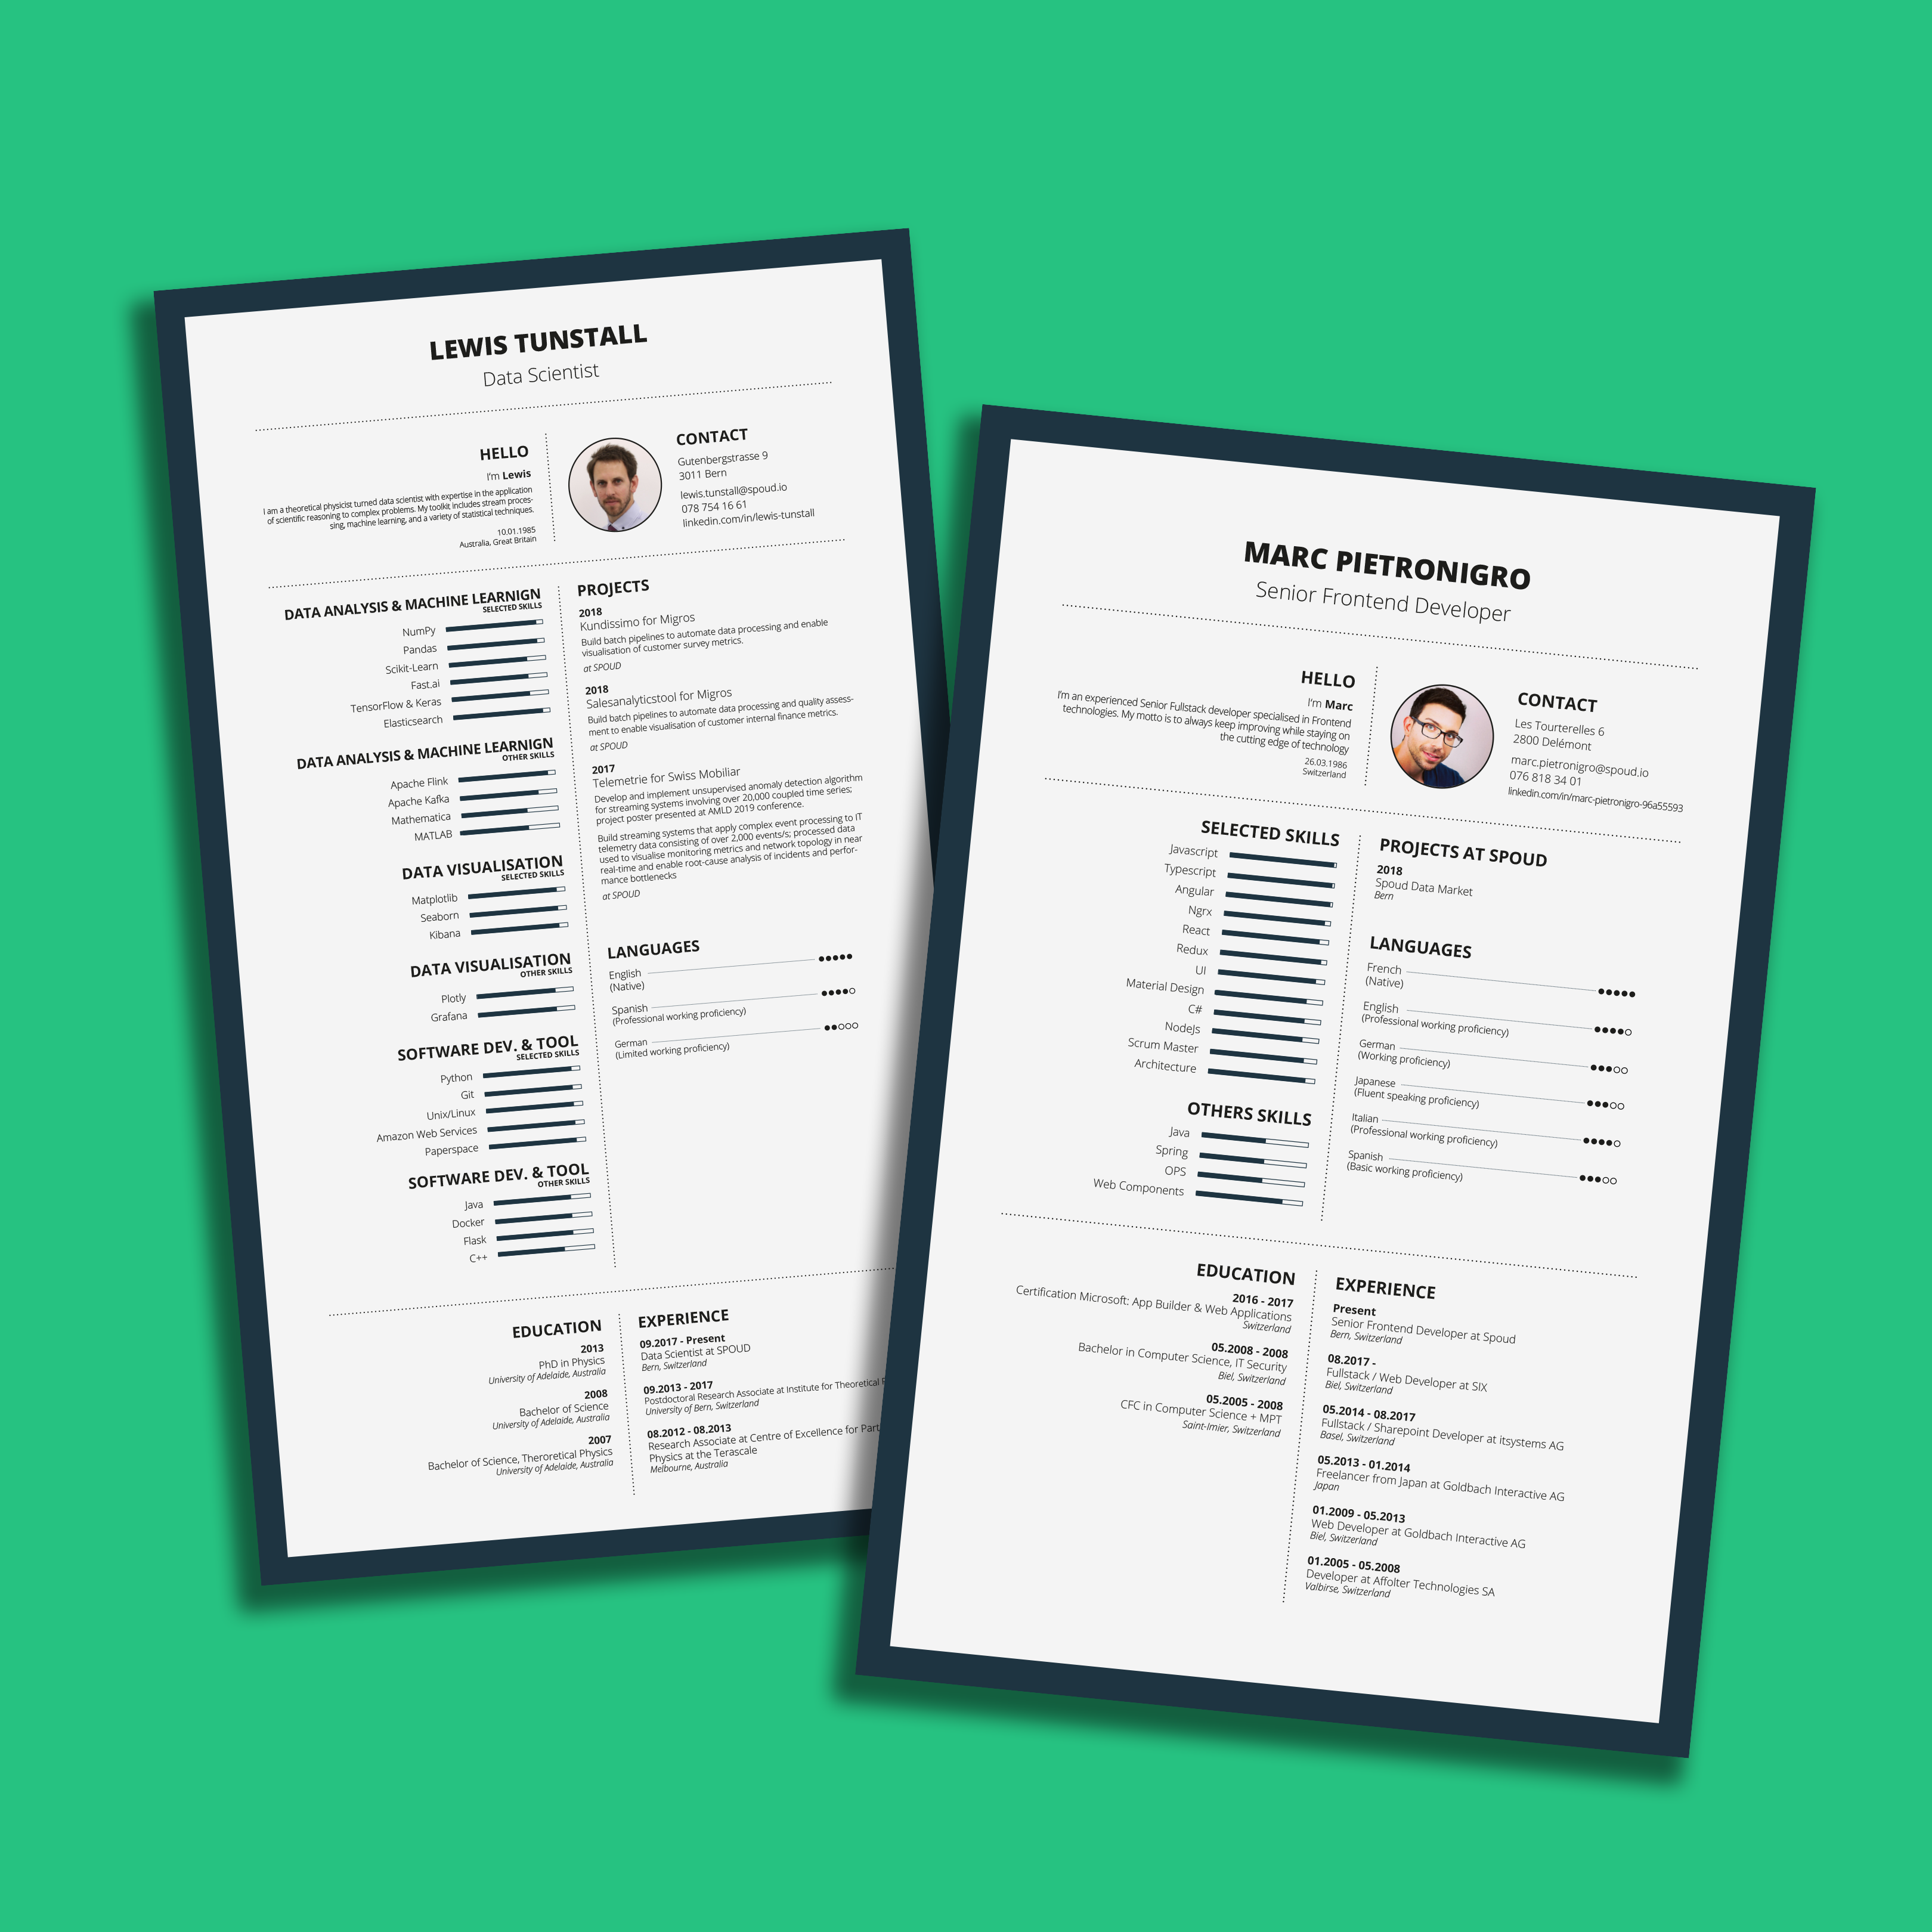 LEWIS TUNSTALL
Data Scientist
HELLO
I'm Lewis
I am a theoretical physicist turned data scientist with expertise in the application
of scientific reasoning to complex problems. My toolkit includes stream proces-
sing, machine learning, and a variety of statistical techniques.
10.01.1985
Australia, Great Britain
CONTACT
Gutenbergstrasse 9
3011 Bern
lewis.tunstall@spoud.io
078 754 16 61
linkedin.com/in/lewis-tunstall
DATA ANALYSIS & MACHINE LEARNIGN
SELECTED SKILLS
NumPy
Pandas
Scikit-Learn
Fast.ai
TensorFlow & Keras
Elasticsearch
DATA ANALYSIS & MACHINE LEARNIGN
OTHER SKILLS
Apache Flink
Apache Kafka
Mathematica
MATLAB
DATA VISUALISATION
SELECTED SKILLS
Matplotlib
Seaborn
Kibana
DATA VISUALISATION
OTHER SKILLS
Plotly
Grafana
SOFTWARE DEV. & TOOL
SELECTED SKILLS
Python
Git
Unix/Linux
Amazon Web Services
Paperspace
SOFTWARE DEV. & TOOL
OTHER SKILLS
Java
Docker
Flask
C++
PROJECTS
2018
Kundissimo for Migros
Build batch pipelines to automate data processing and enable
visualisation of customer survey metrics.
at SPOUD
2018
Salesanalyticstool for Migros
Build batch pipelines to automate data processing and quality assess-
ment to enable visualisation of customer internal finance metrics.
at SPOUD
2017
Telemetrie for Swiss Mobiliar
Develop and implement unsupervised anomaly detection algorithm
for streaming systems involving over 20,000 coupled time series;
project poster presented at AMLD 2019 conference.
Build streaming systems that apply complex event processing to IT
telemetry data consisting of over 2,000 events/s; processed data
used to visualise monitoring metrics and network topology in near
real-time and enable root-cause analysis of incidents and perfor-
mance bottlenecks
at SPOUD
LANGUAGES
English
(Native)
Spanish
(Professional working proficiency)
German
(Limited working proficiency)
EDUCATION
2013
PhD in Physics
University of Adelaide, Australia
2008
Bachelor of Science
University of Adelaide, Australia
2007
Bachelor of Science, Theroretical Physics
University of Adelaide, Australia
EXPERIENCE
09.2017 - Present
Data Scientist at SPOUD
Bern, Switzerland
09.2013 - 2017
Postdoctoral Research Associate at Institute for Theoretical
University of Bern, Switzerland
08.2012 - 08.2013
Research Associate at Centre of Excellence for
Physics at the Terascale
Melbourne, Australia
MARC PIETRONIGRO
Senior Frontend Developer
HELLO
I'm Marc
I'm an experienced Senior Fullstack developer specialised in Frontend
technologies. My motto is to always keep improving while staying on
the cutting edge of technology
26.03.1986
Switzerland
CONTACT
Les Tourterelles 6
2800 Delémont
marc.pietronigro@spoud.io
076 818 34 01
linkedin.com/in/marc-pietronigro-96a55593
SELECTED SKILLS
Javascript
Typescript
Angular
Ngrx
React
Redux
UI
Material Design
C#
NodeJs
Scrum Master
Architecture
OTHERS SKILLS
Java
Spring
OPS
Web Components
PROJECTS AT SPOUD
2018
Spoud Data Market
Bern
LANGUAGES
French
(Native)
English
(Professional working proficiency)
German
(Working proficiency)
Japanese
(Fluent speaking proficiency)
Italian
(Professional working proficiency)
Spanish
(Basic working proficiency)
EDUCATION
2016 - 2017
Certification Microsoft: App Builder & Web Applications
Switzerland
05.2008 - 2008
Bachelor in Computer Science, IT Security
Biel, Switzerland
05.2005 - 2008
CFC in Computer Science + MPT
Saint-Imier, Switzerland
EXPERIENCE
Present
Senior Frontend Developer at Spoud
Bern, Switzerland
08.2017 -
Fullstack / Web Developer at SIX
Biel, Switzerland
05.2014 - 08.2017
Fullstack / Sharepoint Developer at itsystems AG
Basel, Switzerland
05.2013 - 01.2014
Freelancer from Japan at Goldbach Interactive AG
Japan
01.2009 - 05.2013
Web Developer at Goldbach Interactive AG
Biel, Switzerland
01.2005 - 05.2008
Developer at Affolter Technologies SA
Valbirse, Switzerland